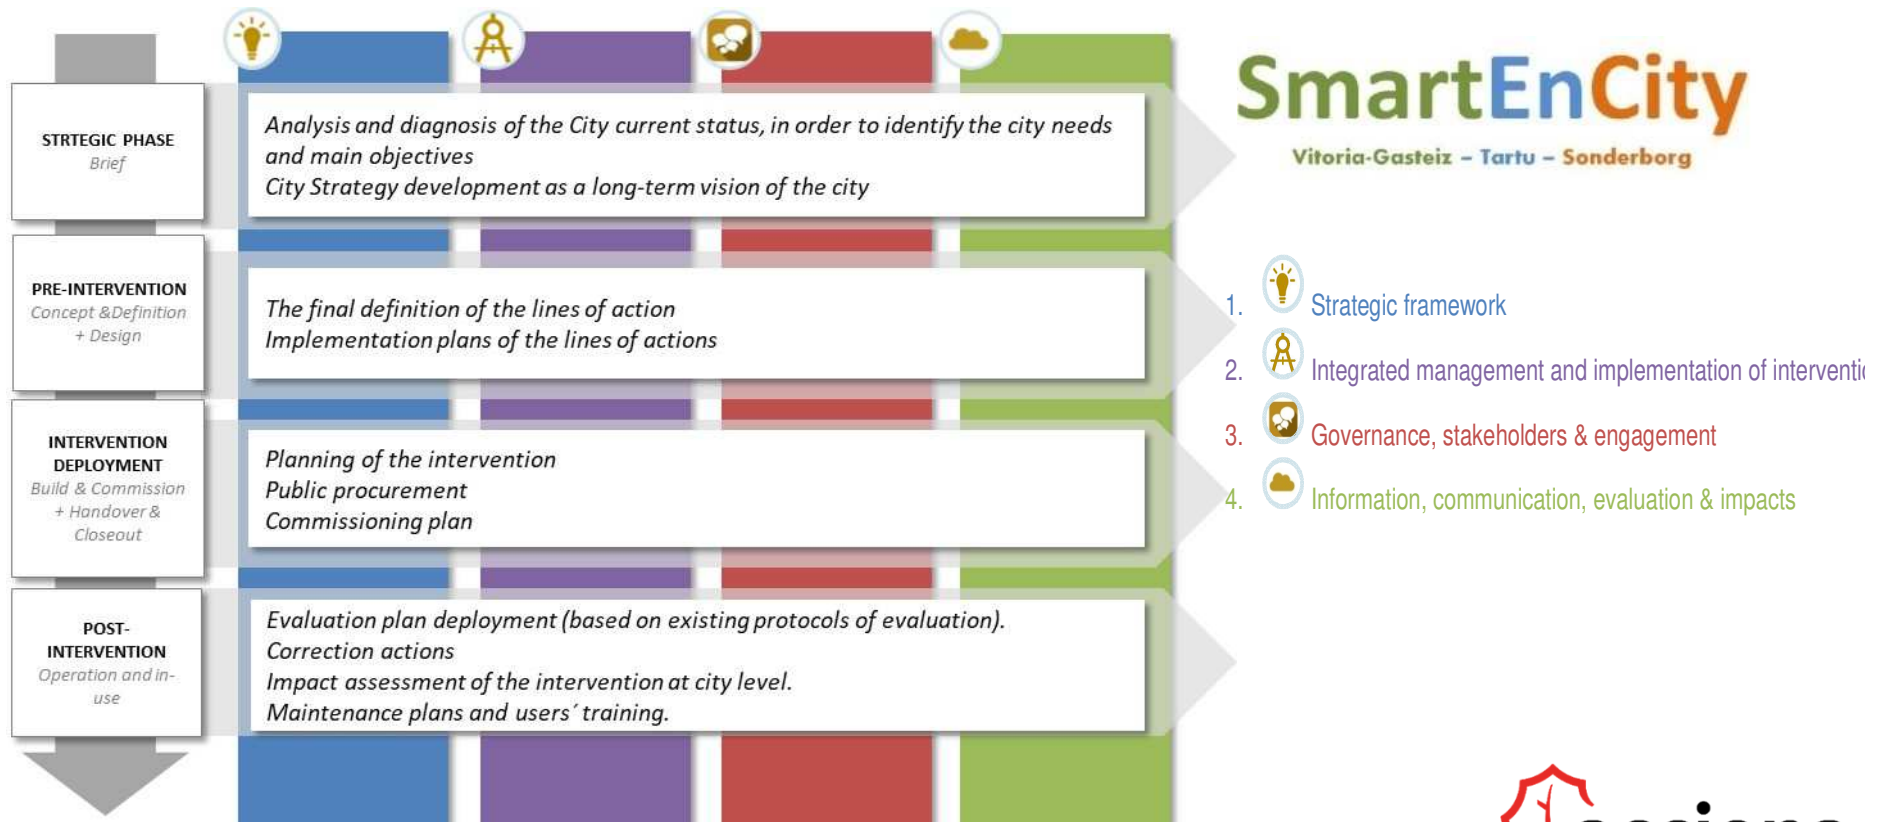 STRTEGIC PHASE
Brief
Analysis and diagnosis of the City current status, in order to identify the city needs
and main objectives
City Strategy development as a long-term vision of the city
PRE-INTERVENTION
Concept &Definition
+ Design
The final definition of the lines of action
Implementation plans of the lines of actions
INTERVENTION
DEPLOYMENT
Build & Commission
+ Handover &
Closeout
Planning of the intervention
Public procurement
Commissioning plan
POST-
INTERVENTION
Operation and in-
use
Evaluation plan deployment (based on existing protocols of evaluation).
Correction actions
Impact assessment of the intervention at city level.
Maintenance plans and users´ training.
SmartEnCity
Vitoria-Gasteiz – Tartu – Sonderborg
1. Strategic framework
2. Integrated management and implementation of interventi
3. Governance, stakeholders & engagement
4. Information, communication, evaluation & impacts